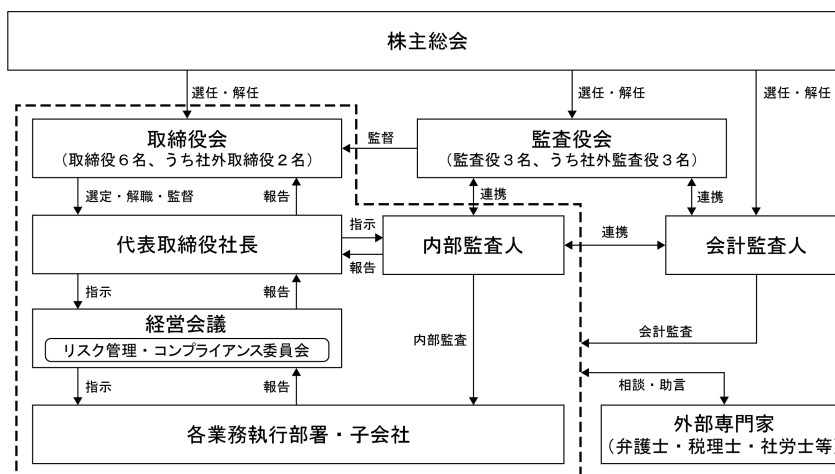 株主総会
選任・解任
選任・解任
選任・解任
取締役会
（取締役６名、うち社外取締役２名）
監督
監査役会
（監査役３名、うち社外監査役３名）
選定・解職・監督
報告
連携
連携
代表取締役社長
指示
報告
内部監査人
連携
会計監査人
指示
報告
経営会議
リスク管理・コンプライアンス委員会
内部監査
会計監査
指示
報告
相談・助言
各業務執行部署・子会社
外部専門家
（弁護士・税理士・社労士等）